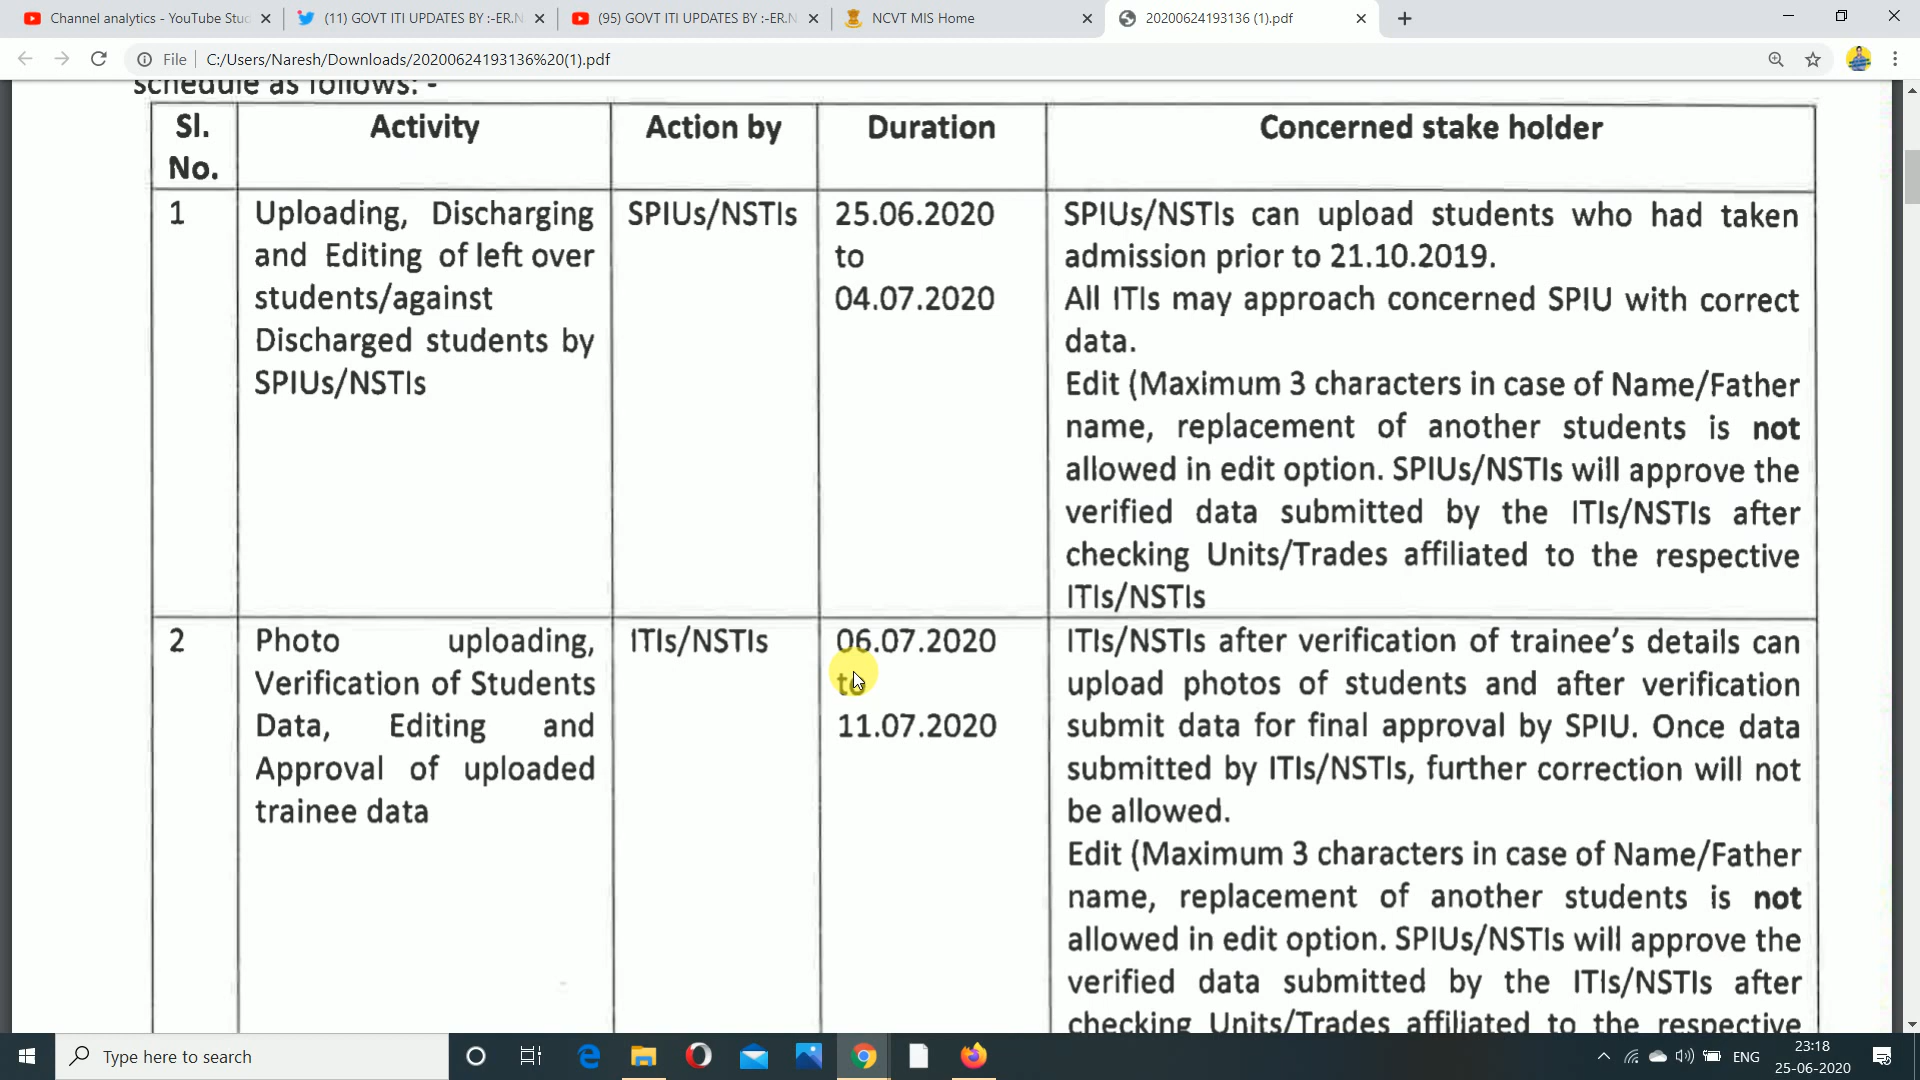 Channel analytics - YouTube Stud
(11) GOVT ITI UPDATES BY :-ER.N
(95) GOVT ITI UPDATES BY :-ER.N
NCVT MIS Home
20200624193136 (1).pdf
File
C:/Users/Naresh/Downloads/20200624193136%20(1).pdf
schedule as follows: -
Sl. No.
Activity
Action by
Duration
Concerned stake holder
1
Uploading, Discharging
and Editing of left over
students/against
Discharged students by
SPIUs/NSTIs
SPIUs/NSTIs
25.06.2020
to
04.07.2020
SPIUs/NSTIs can upload students who had taken
admission prior to 21.10.2019.
All ITIs may approach concerned SPIU with correct
data.
Edit (Maximum 3 characters in case of Name/Father
name, replacement of another students is not
allowed in edit option. SPIUs/NSTIs will approve the
verified data submitted by the ITIs/NSTIs after
checking Units/Trades affiliated to the respective
ITIs/NSTIs
2
Photo uploading,
Verification of Students
Data, Editing and
Approval of uploaded
trainee data
ITIs/NSTIs
06.07.2020
to
11.07.2020
ITIs/NSTIs after verification of trainee's details can
upload photos of students and after verification
submit data for final approval by SPIU. Once data
submitted by ITIs/NSTIs, further correction will not
be allowed.
Edit (Maximum 3 characters in case of Name/Father
name, replacement of another students is not
allowed in edit option. SPIUs/NSTIs will approve the
verified data submitted by the ITIs/NSTIs after
checking Units/Trades affiliated to the respective
Type here to search
ENG
23:18
25-06-2020